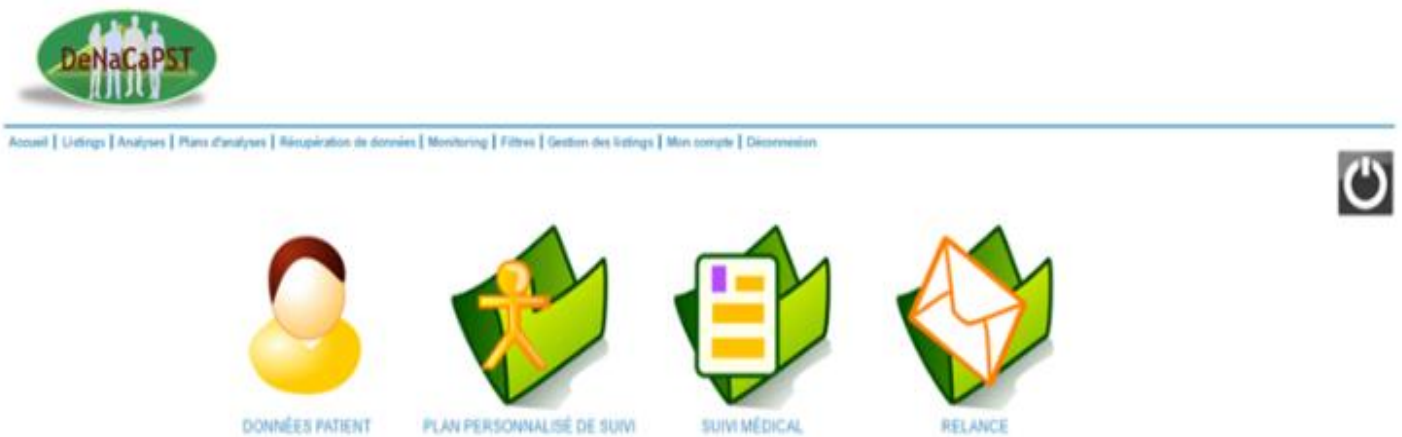 DeNaCaPST
Accueil | Listings | Analyses | Plans d'analyses | Récupération de données | Monitoring | Filtres | Gestion des listings | Mon compte | Déconnexion
DONNÉES PATIENT PLAN PERSONNALISÉ DE SUIVI SUIVI MÉDICAL RELANCE